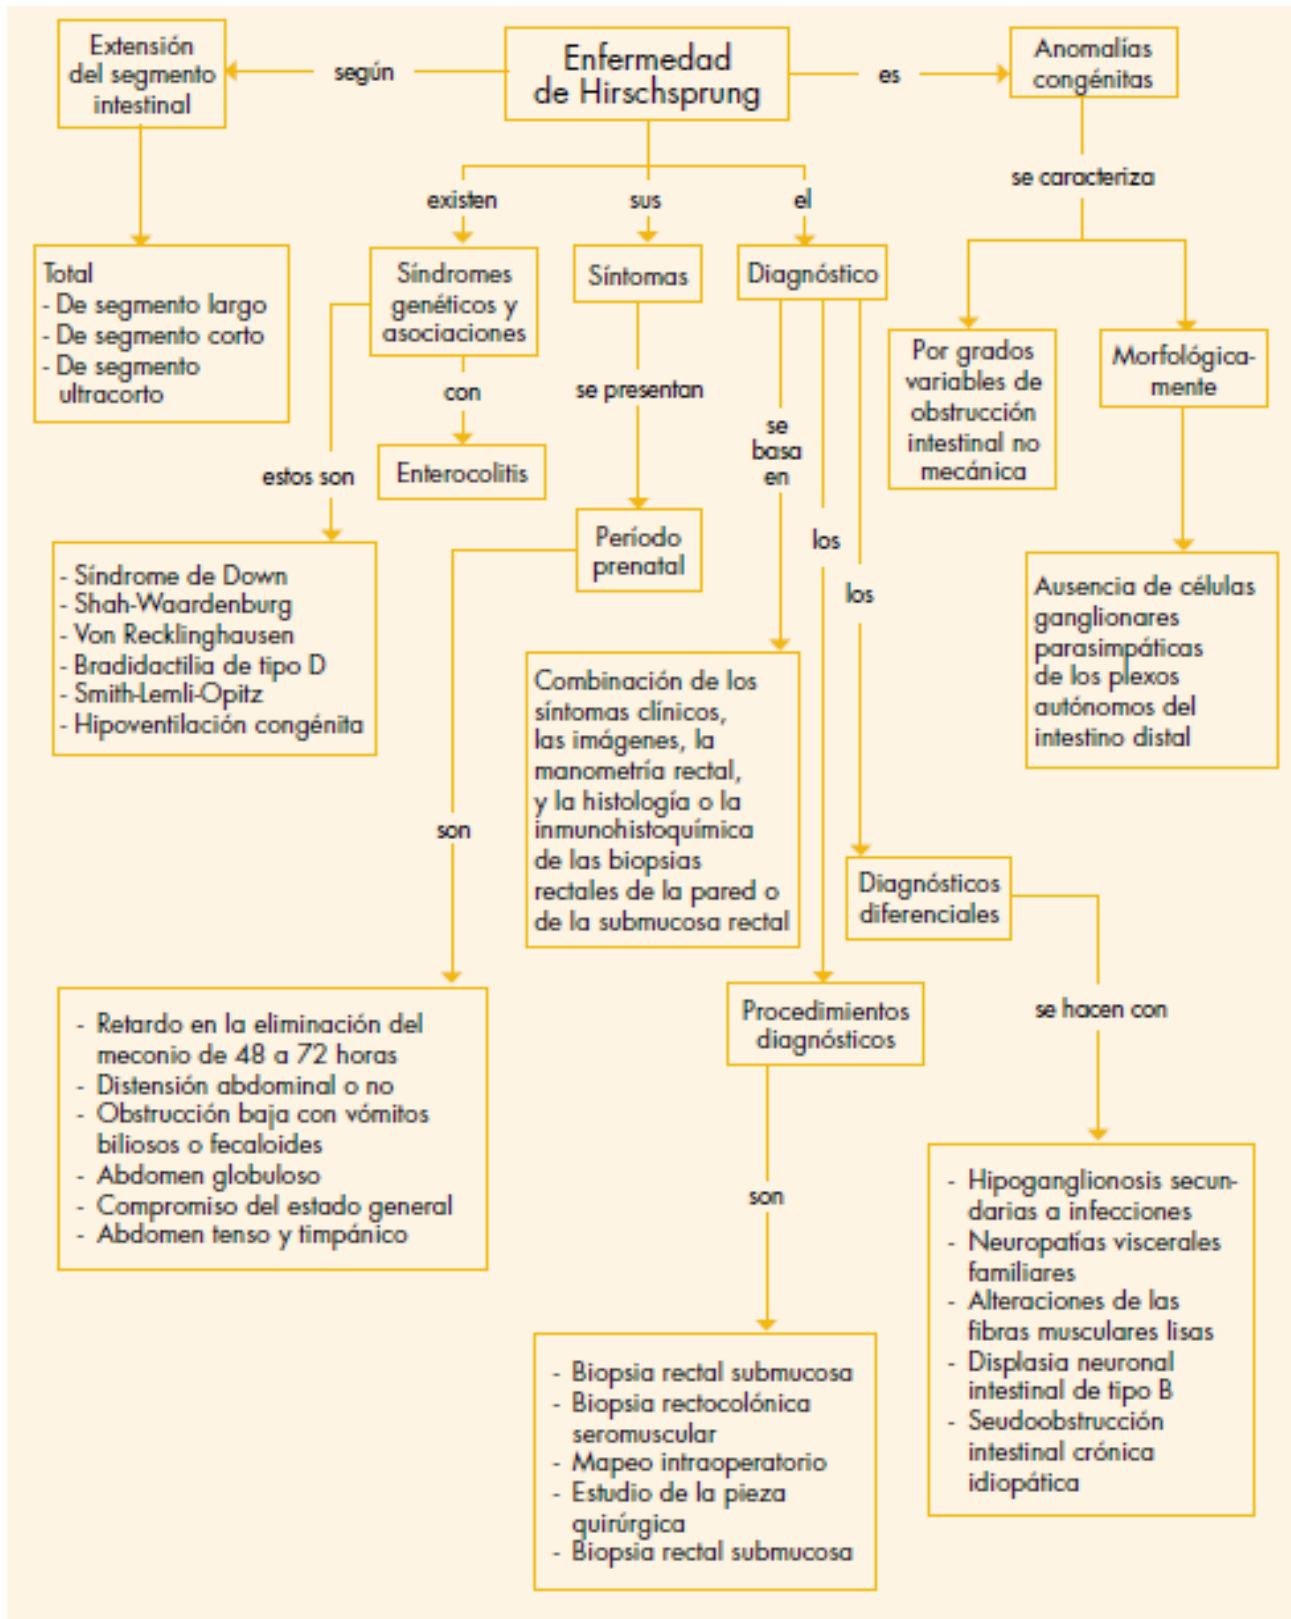 Enfermedad
de Hirschsprung
según
Extensión
del segmento
intestinal
Total
- De segmento largo
- De segmento corto
- De segmento
ultracorto
es
Anomalías
congénitas
se caracteriza
Por grados
variables de
obstrucción
intestinal no
mecánica
Morfológica-
mente
Ausencia de células
ganglionares
parasimpáticas
de los plexos
autónomos del
intestino distal
existen
Síndromes
genéticos y
asociaciones
con
Enterocolitis
estos son
- Síndrome de Down
- Shah-Waardenburg
- Von Recklinghausen
- Bradidactilia de tipo D
- Smith-Lemli-Opitz
- Hipoventilación congénita
sus
Síntomas
se presentan
Período
prenatal
son
- Retardo en la eliminación del
meconio de 48 a 72 horas
- Distensión abdominal o no
- Obstrucción baja con vómitos
biliosos o fecaloides
- Abdomen globuloso
- Compromiso del estado general
- Abdomen tenso y timpánico
el
Diagnóstico
se
basa
en
Combinación de los
síntomas clínicos,
las imágenes, la
manometría rectal,
y la histología o la
inmunohistoquímica
de las biopsias
rectales de la pared o
de la submucosa rectal
los
Procedimientos
diagnósticos
son
- Biopsia rectal submucosa
- Biopsia rectocolónica
seromuscular
- Mapeo intraoperatorio
- Estudio de la pieza
quirúrgica
- Biopsia rectal submucosa
los
Diagnósticos
diferenciales
se hacen con
- Hipoganglionosis secun-
darias a infecciones
- Neuropatías viscerales
familiares
- Alteraciones de las
fibras musculares lisas
- Displasia neuronal
intestinal de tipo B
- Seudoobstrucción
intestinal crónica
idiopática